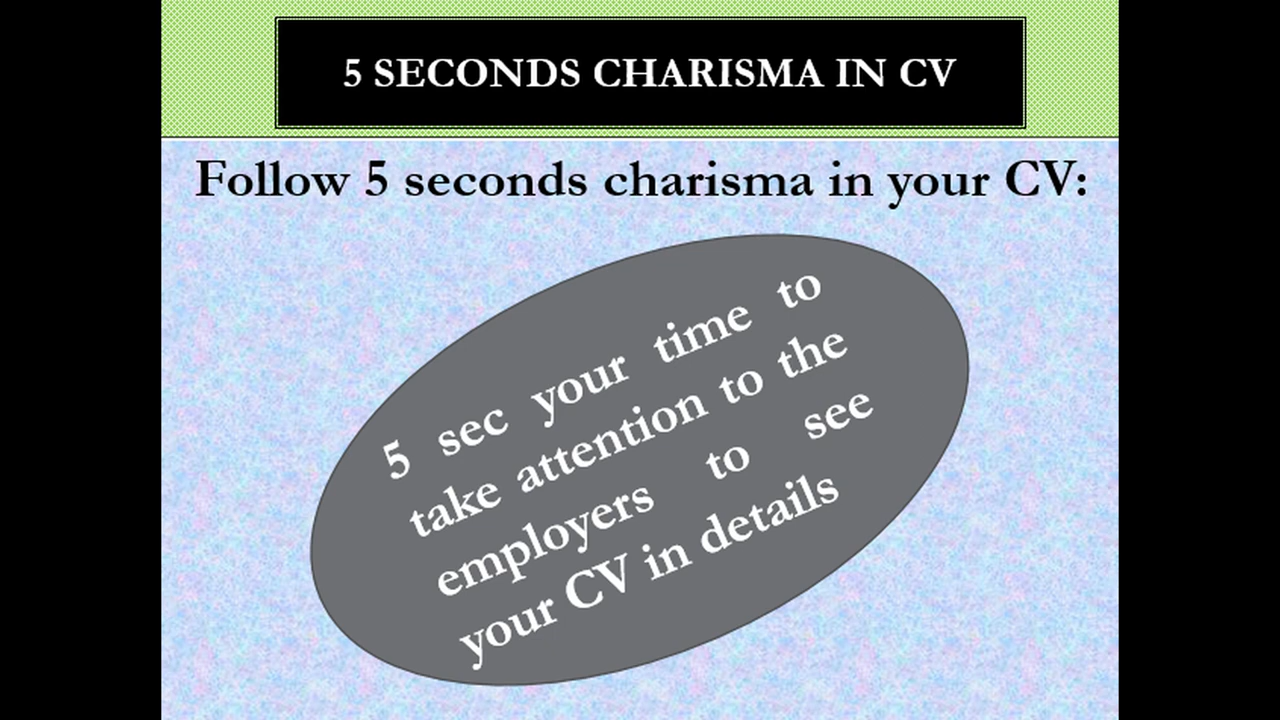 5 SECONDS CHARISMA IN CV
Follow 5 seconds charisma in your CV:
5 sec your time to
take attention to the
employers to see
your CV in details